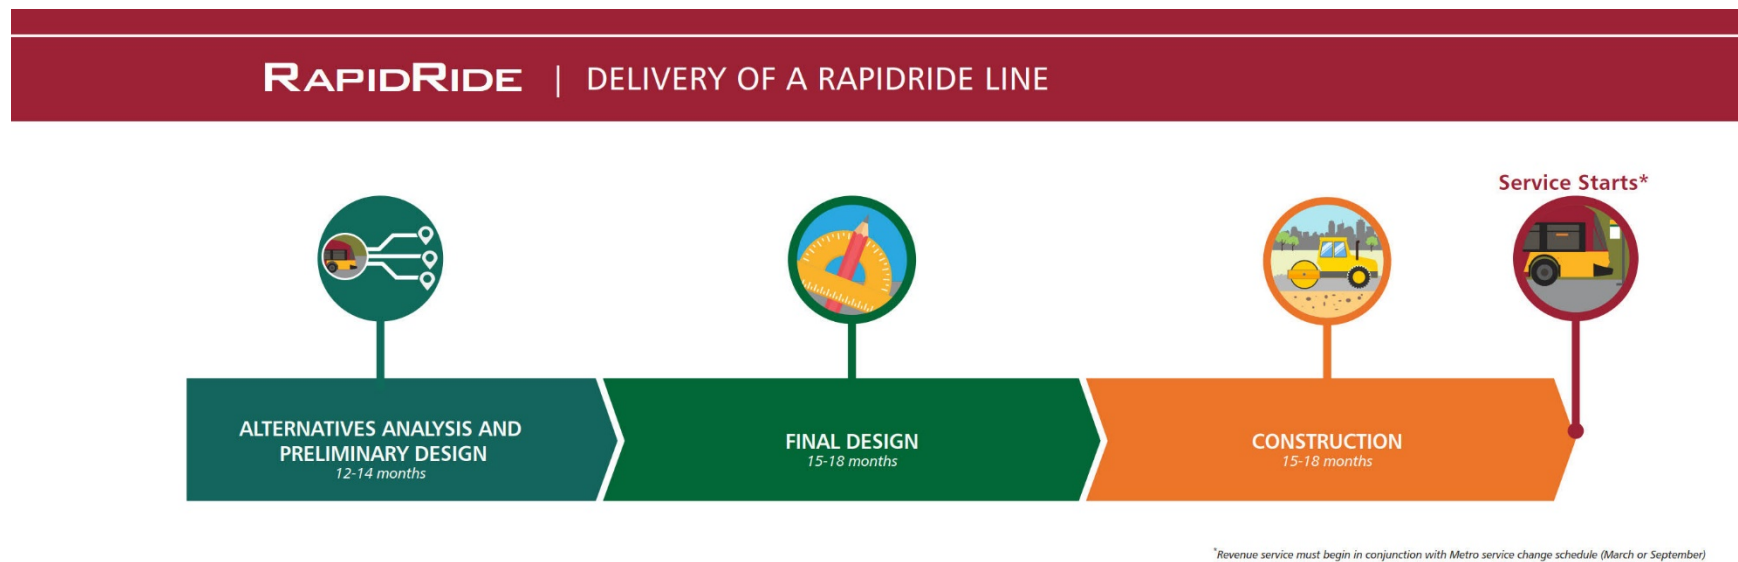 RAPIDRIDE | DELIVERY OF A RAPIDRIDE LINE
Service Starts*
ALTERNATIVES ANALYSIS AND
PRELIMINARY DESIGN
12-14 months
FINAL DESIGN
15-18 months
CONSTRUCTION
15-18 months
*Revenue service must begin in conjunction with Metro service change schedule (March or September)